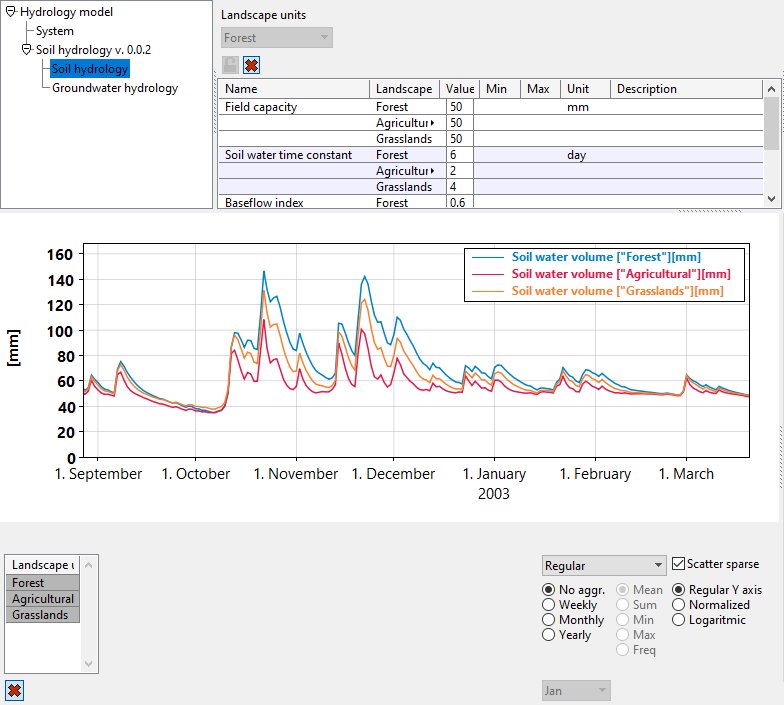 Hydrology model
System
Soil hydrology v. 0.0.2
Soil hydrology
Groundwater hydrology
Landscape units
Forest
Name Landscape Value Min Max Unit Description
Field capacity Forest 50 mm
Agricultur 50
Grasslands 50
Soil water time constant Forest 6 day
Agricultur 2
Grasslands 4
Baseflow index Forest 0.6
[mm]
160
140
120
100
80
60
40
20
0
Soil water volume ["Forest"][mm]
Soil water volume ["Agricultural"][mm]
Soil water volume ["Grasslands"][mm]
1. September 1. October 1. November 1. December 1. January 1. February 1. March
2003
Landscape u
Forest
Agricultural
Grasslands
Regular Scatter sparse
No aggr. Mean Regular Y axis
Weekly Sum Normalized
Monthly Min Logaritmic
Yearly Max
Freq
Jan